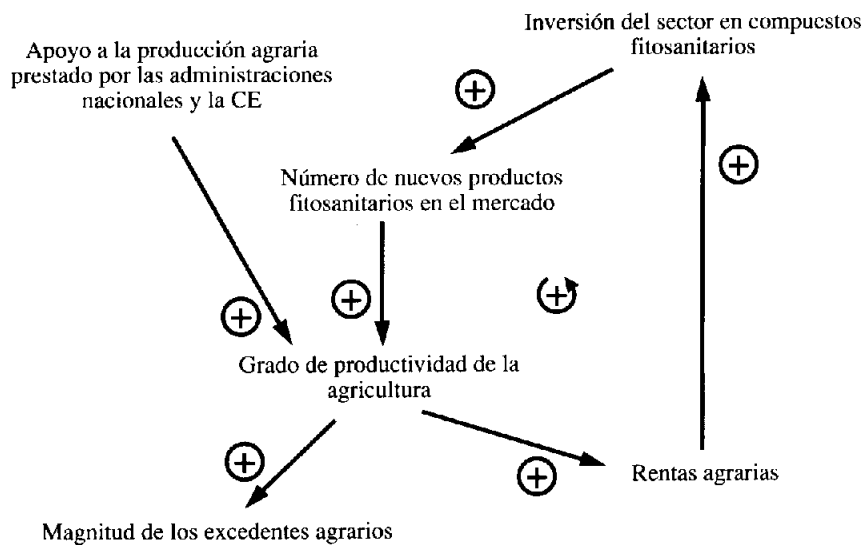 Apoyo a la producción agraria
prestado por las administraciones
nacionales y la CE
Inversión del sector en compuestos
fitosanitarios
+
+
Número de nuevos productos
fitosanitarios en el mercado
+
+
+
Grado de productividad de la
agricultura
+
+
Rentas agrarias
Magnitud de los excedentes agrarios